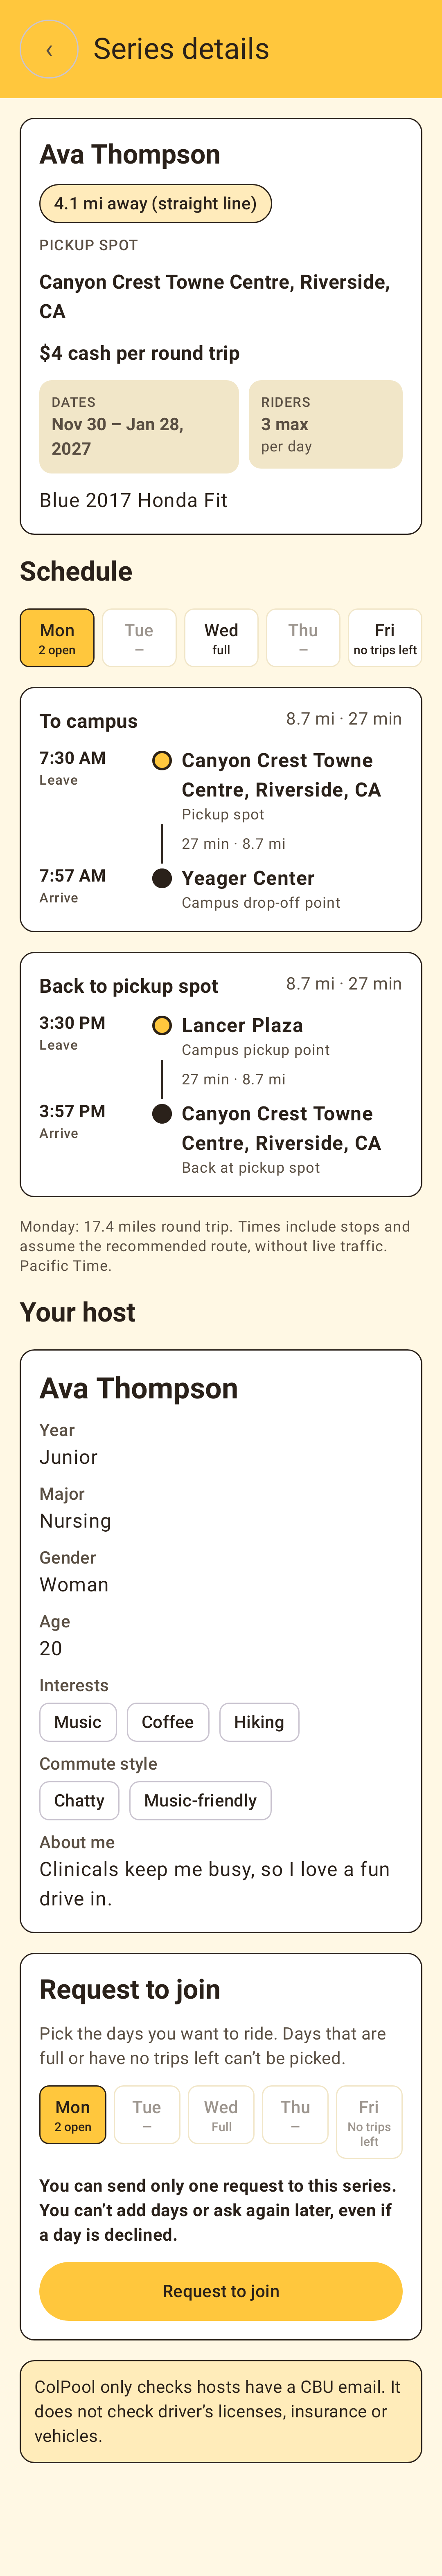 ‹ Series details
Ava Thompson
4.1 mi away (straight line)
PICKUP SPOT
Canyon Crest Towne Centre, Riverside,
CA
$4 cash per round trip
DATES
Nov 30 – Jan 28,
2027
RIDERS
3 max
per day
Blue 2017 Honda Fit
Schedule
Mon
2 open
Tue
–
Wed
full
Thu
–
Fri
no trips left
To campus
8.7 mi · 27 min
7:30 AM
Leave
Canyon Crest Towne
Centre, Riverside, CA
Pickup spot
27 min · 8.7 mi
7:57 AM
Arrive
Yeager Center
Campus drop-off point
Back to pickup spot
8.7 mi · 27 min
3:30 PM
Leave
Lancer Plaza
Campus pickup point
27 min · 8.7 mi
3:57 PM
Arrive
Canyon Crest Towne
Centre, Riverside, CA
Back at pickup spot
Monday: 17.4 miles round trip. Times include stops and
assume the recommended route, without live traffic.
Pacific Time.
Your host
Ava Thompson
Year
Junior
Major
Nursing
Gender
Woman
Age
20
Interests
Music
Coffee
Hiking
Commute style
Chatty
Music-friendly
About me
Clinicals keep me busy, so I love a fun
drive in.
Request to join
Pick the days you want to ride. Days that are
full or have no trips left can’t be picked.
Mon
2 open
Tue
–
Wed
Full
Thu
–
Fri
No trips
left
You can send only one request to this series.
You can’t add days or ask again later, even if
a day is declined.
Request to join
ColPool only checks hosts have a CBU email. It
does not check driver’s licenses, insurance or
vehicles.